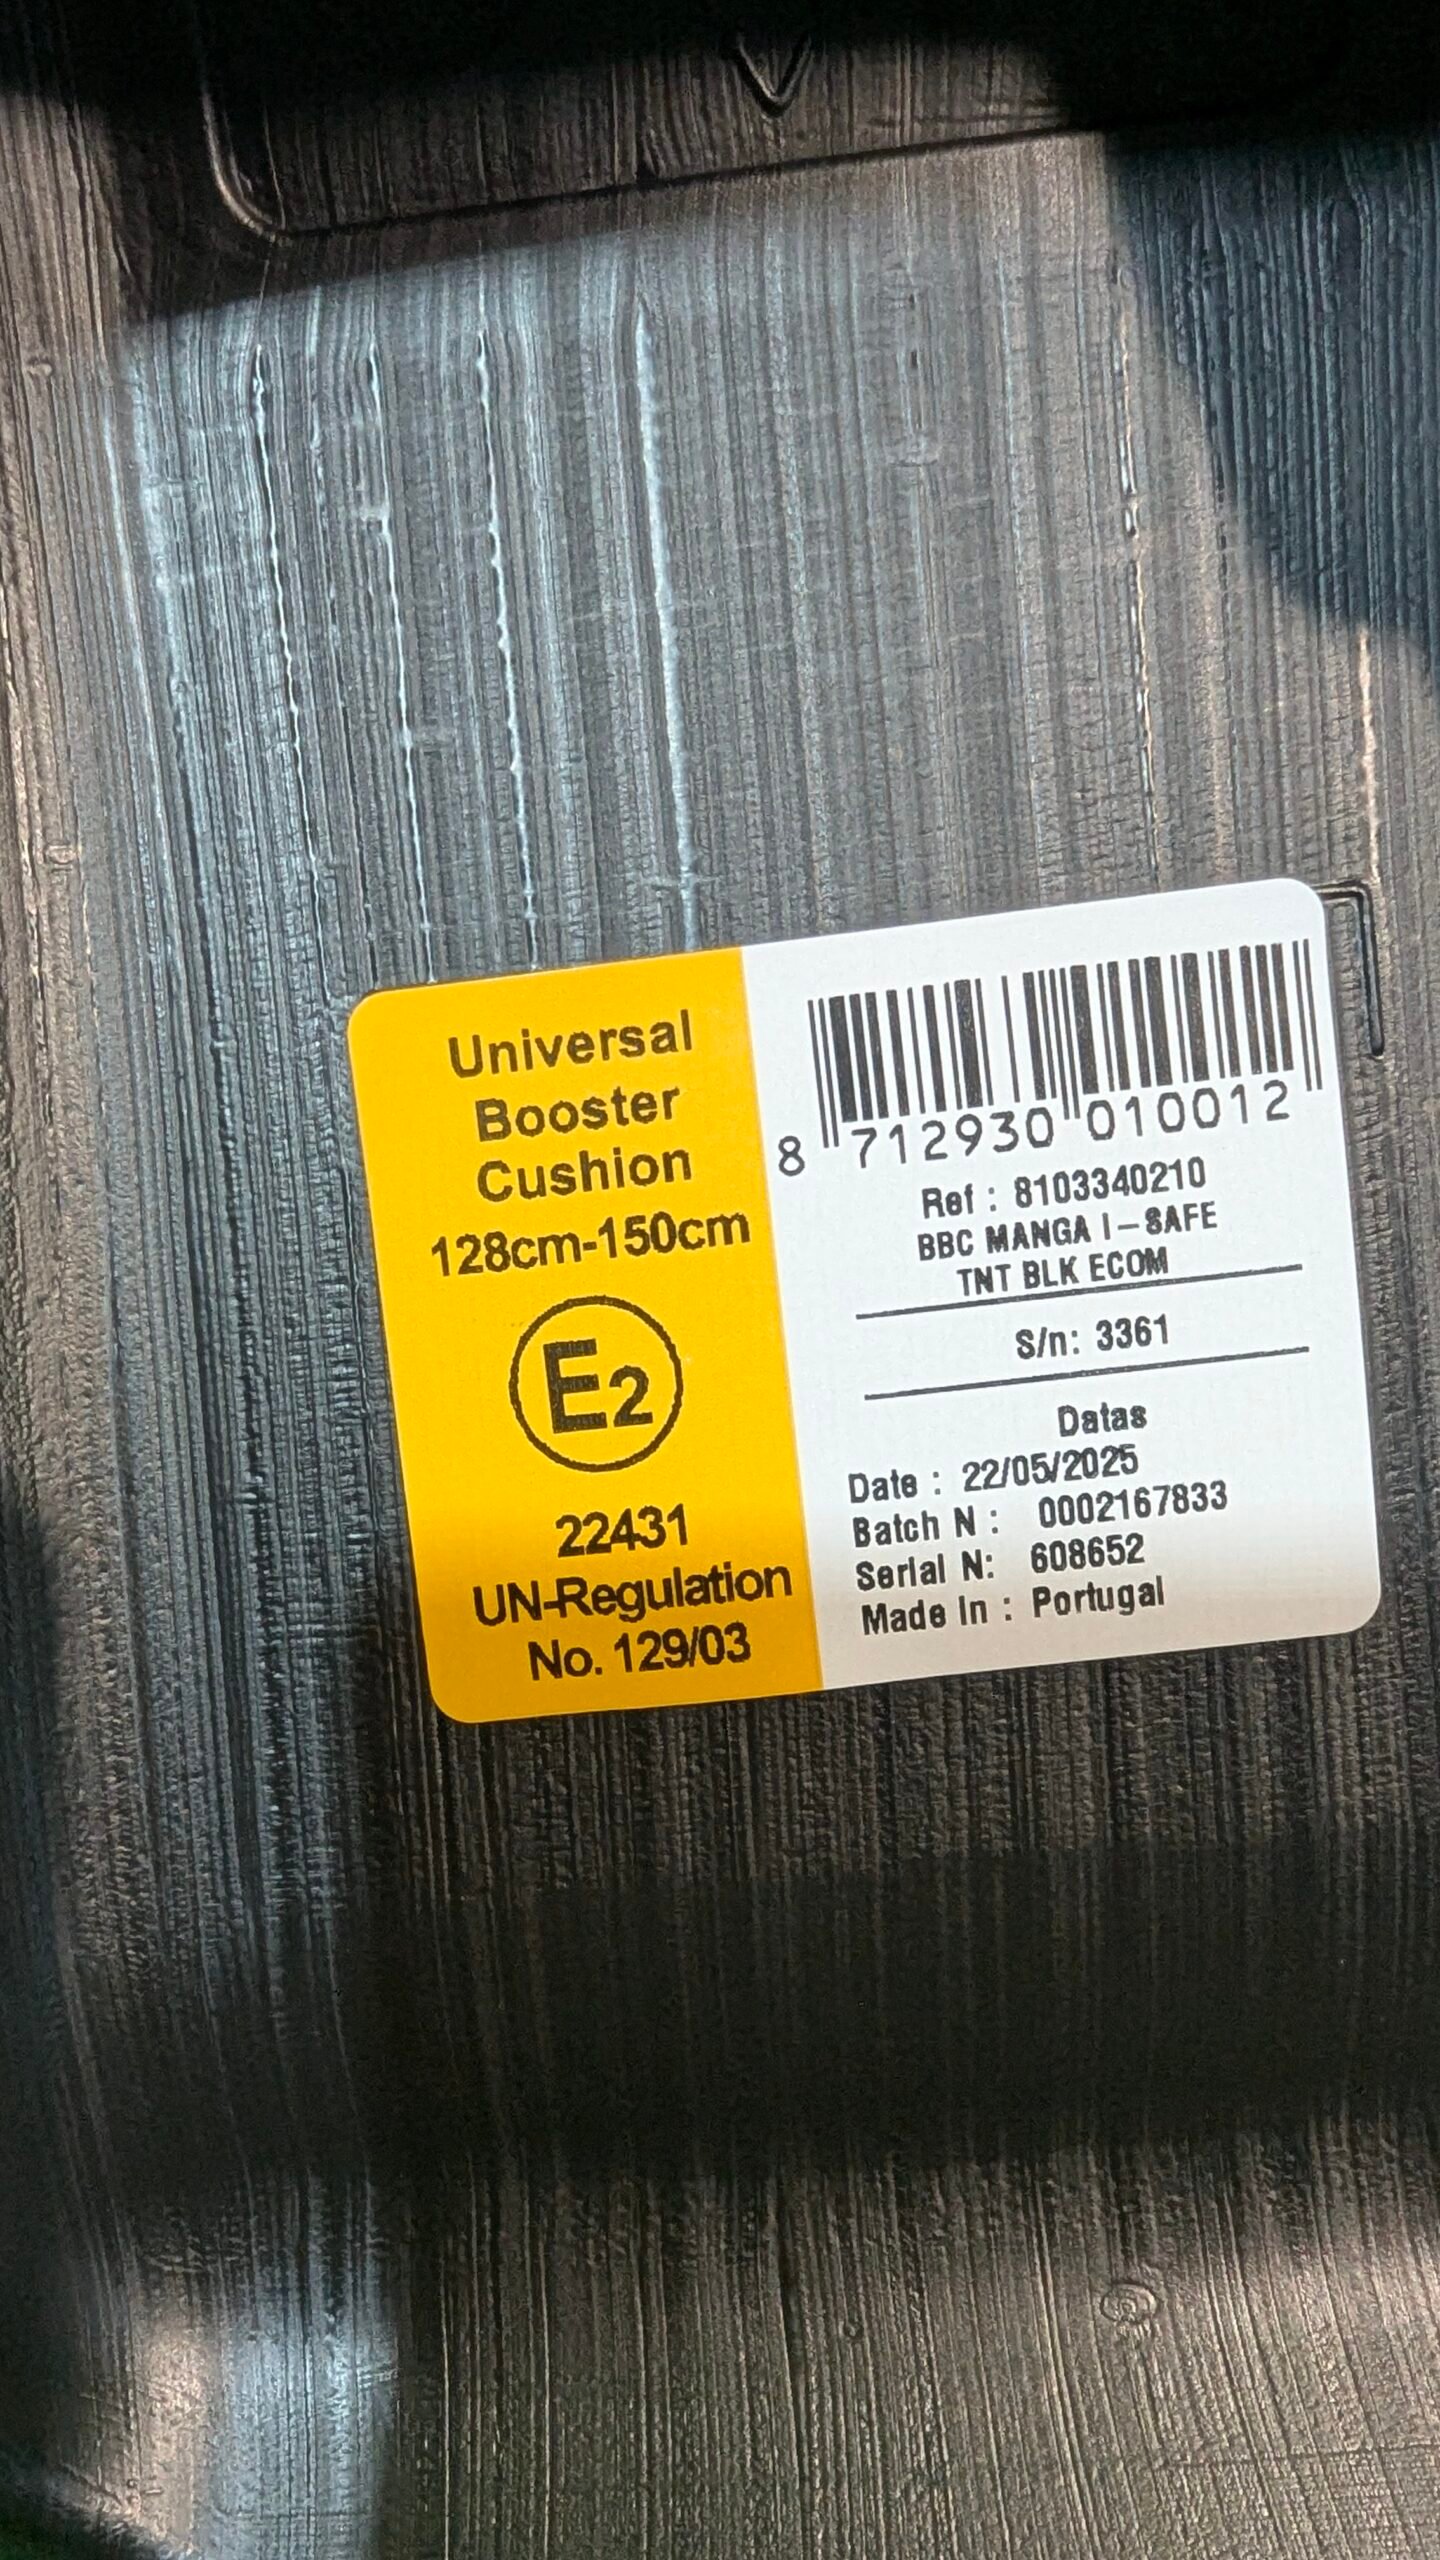 Universal
Booster
Cushion
128cm-150cm
E2
22431
UN-Regulation
No. 129/03
8 712930 010012
Ref : 8103340210
BBC MANGA I-SAFE
TNT BLK ECOM
S/n: 3361
Datas
Date : 22/05/2025
Batch N : 0002167833
Serial N: 608652
Made In : Portugal